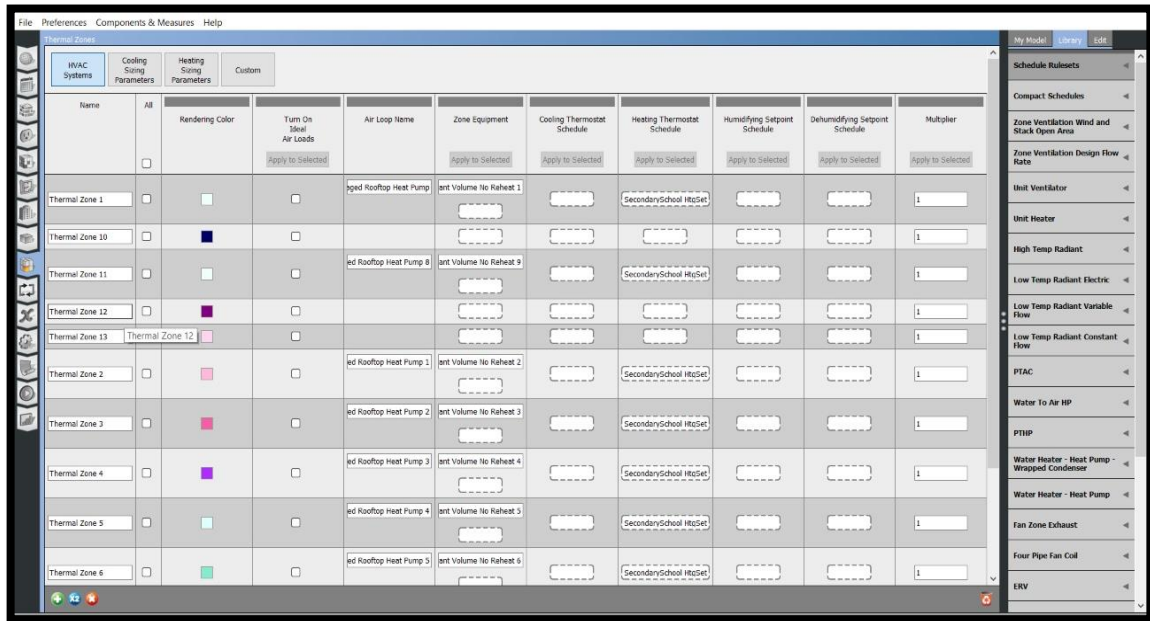 File Preferences Components & Measures Help
Thermal Zones
My Model Library Edit
HVAC
Systems
Cooling
Sizing
Parameters
Heating
Sizing
Parameters
Custom
Name All Rendering Color Turn On
Ideal
Air Loads
Air Loop Name Zone Equipment Cooling Thermostat
Schedule
Heating Thermostat
Schedule
Humidifying Setpoint
Schedule
Dehumidifying Setpoint
Schedule
Multiplier
Apply to Selected Apply to Selected Apply to Selected Apply to Selected Apply to Selected Apply to Selected Apply to Selected
Thermal Zone 1 aged Rooftop Heat Pump ant Volume No Reheat 1 SecondarySchool HtgSet 1
Thermal Zone 10 1
Thermal Zone 11 ed Rooftop Heat Pump 8 ant Volume No Reheat 9 SecondarySchool HtgSet 1
Thermal Zone 12 1
Thermal Zone 13 Thermal Zone 12 1
Thermal Zone 2 ed Rooftop Heat Pump 1 ant Volume No Reheat 2 SecondarySchool HtgSet 1
Thermal Zone 3 ed Rooftop Heat Pump 2 ant Volume No Reheat 3 SecondarySchool HtgSet 1
Thermal Zone 4 ed Rooftop Heat Pump 3 ant Volume No Reheat 4 SecondarySchool HtgSet 1
Thermal Zone 5 ed Rooftop Heat Pump 4 ant Volume No Reheat 5 SecondarySchool HtgSet 1
Thermal Zone 6 ed Rooftop Heat Pump 5 ant Volume No Reheat 6 SecondarySchool HtgSet 1
X2
Schedule Rulesets
Compact Schedules
Zone Ventilation Wind and
Stack Open Area
Zone Ventilation Design Flow
Rate
Unit Ventilator
Unit Heater
High Temp Radiant
Low Temp Radiant Electric
Low Temp Radiant Variable
Flow
Low Temp Radiant Constant
Flow
PTAC
Water To Air HP
PTHP
Water Heater - Heat Pump -
Wrapped Condenser
Water Heater - Heat Pump
Fan Zone Exhaust
Four Pipe Fan Coil
ERV